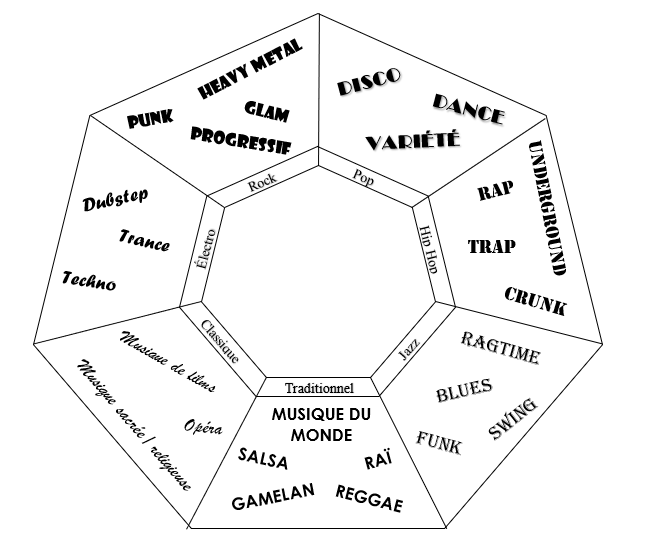 HEAVY METAL
PUNK
GLAM
PROGRESSIF
Rock
DISCO
DANCE
VARIÉTÉ
Pop
RAP
UNDERGROUND
TRAP
CRUNK
Hip Hop
RAGTIME
BLUES
SWING
FUNK
Jazz
Traditionnel
MUSIQUE DU
MONDE
SALSA
RAÏ
GAMELAN
REGGAE
Classique
Musique de films
Opéra
Musique sacrée / religieuse
Électro
Dubstep
Trance
Techno